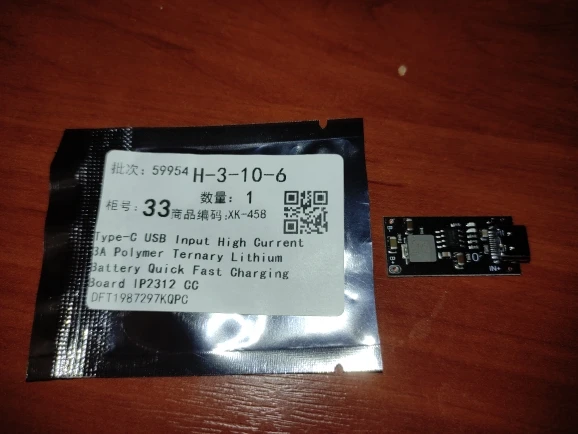 批次: 59954 H-3-10-6
数量: 1
柜号: 33 商品编码: XK-458
Type-C USB Input High Current
3A Polymer Ternary Lithium
Battery Quick Fast Charging
Board IP2312 CC
DFT1987297KQPC
B-
B+
IN+